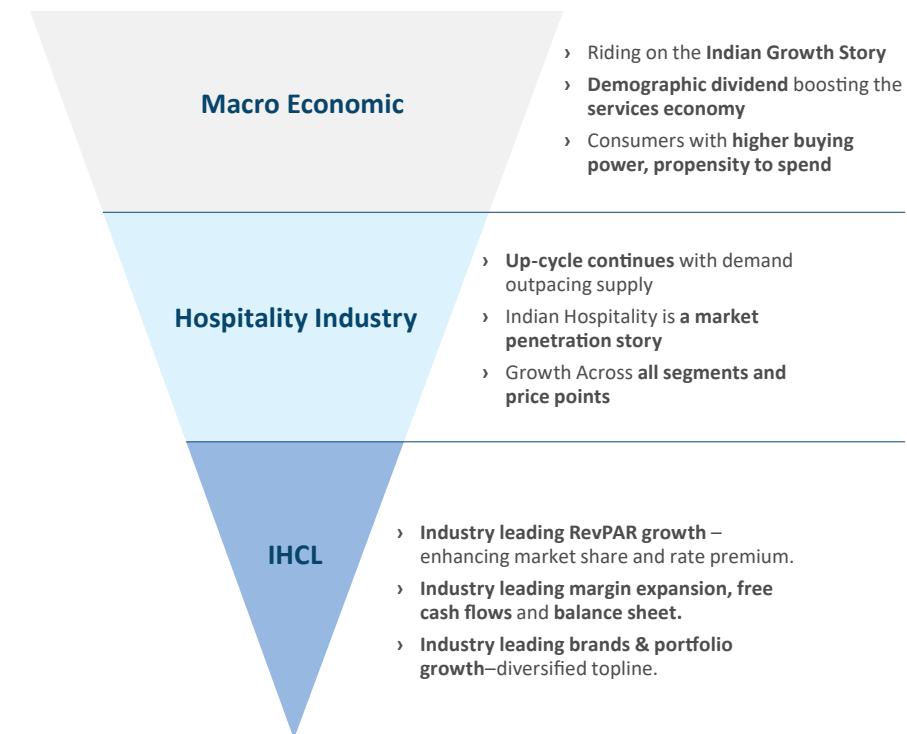 Macro Economic
› Riding on the Indian Growth Story
› Demographic dividend boosting the
services economy
› Consumers with higher buying
power, propensity to spend
Hospitality Industry
› Up-cycle continues with demand
outpacing supply
› Indian Hospitality is a market
penetration story
› Growth Across all segments and
price points
IHCL
› Industry leading RevPAR growth –
enhancing market share and rate premium.
› Industry leading margin expansion, free
cash flows and balance sheet.
› Industry leading brands & portfolio
growth–diversified topline.